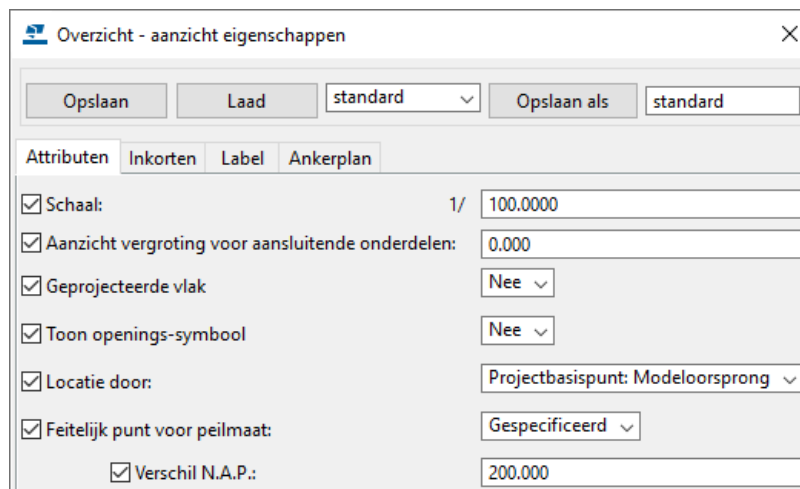 Overzicht - aanzicht eigenschappen
Opslaan Laad standard Opslaan als standard
Attributen Inkorten Label Ankerplan
Schaal: 1/ 100.0000
Aanzicht vergroting voor aansluitende onderdelen: 0.000
Geprojecteerde vlak Nee
Toon openings-symbool Nee
Locatie door: Projectbasispunt: Modeloorsprong
Feitelijk punt voor peilmaat: Gespecificeerd
Verschil N.A.P.: 200.000